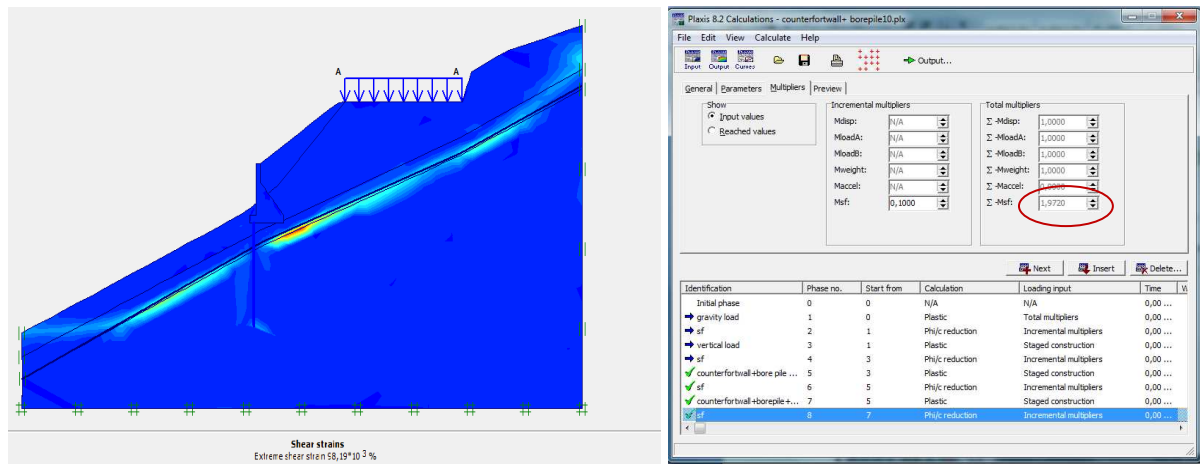 A A
Shear strains
Extreme shear strain 58,19*10 3 %
Plaxis 8.2 Calculations - counterfortwall+ borepile10.plx
File Edit View Calculate Help
Input Output Curves Output...
General Parameters Multipliers Preview
Show
Input values
Reached values
Incremental multipliers
Mdisp: N/A
MloadA: N/A
MloadB: N/A
Mweight: N/A
Maccel: N/A
Msf: 0,1000
Total multipliers
Σ -Mdisp: 1,0000
Σ -MloadA: 1,0000
Σ -MloadB: 1,0000
Σ -Mweight: 1,0000
Σ -Maccel: 0,0000
Σ -Msf: 1,9720
Next Insert Delete...
Identification Phase no. Start from Calculation Loading input Time
Initial phase 0 0 N/A N/A 0,00 ...
gravity load 1 0 Plastic Total multipliers 0,00 ...
sf 2 1 Phi/c reduction Incremental multipliers 0,00 ...
vertical load 3 1 Plastic Staged construction 0,00 ...
sf 4 3 Phi/c reduction Incremental multipliers 0,00 ...
counterfortwall+bore pile ... 5 3 Plastic Staged construction 0,00 ...
sf 6 5 Phi/c reduction Incremental multipliers 0,00 ...
counterfortwall+borepile+... 7 5 Plastic Staged construction 0,00 ...
sf 8 7 Phi/c reduction Incremental multipliers 0,00 ...